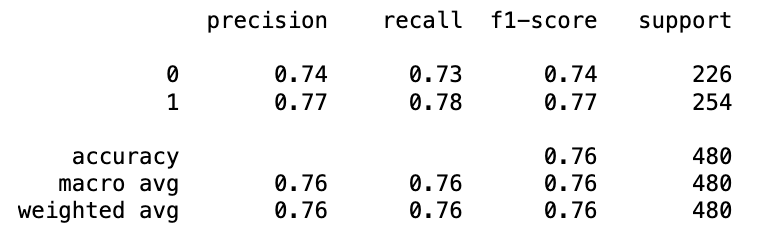 precision recall f1-score support
0 0.74 0.73 0.74 226
1 0.77 0.78 0.77 254
accuracy 0.76 480
macro avg 0.76 0.76 0.76 480
weighted avg 0.76 0.76 0.76 480